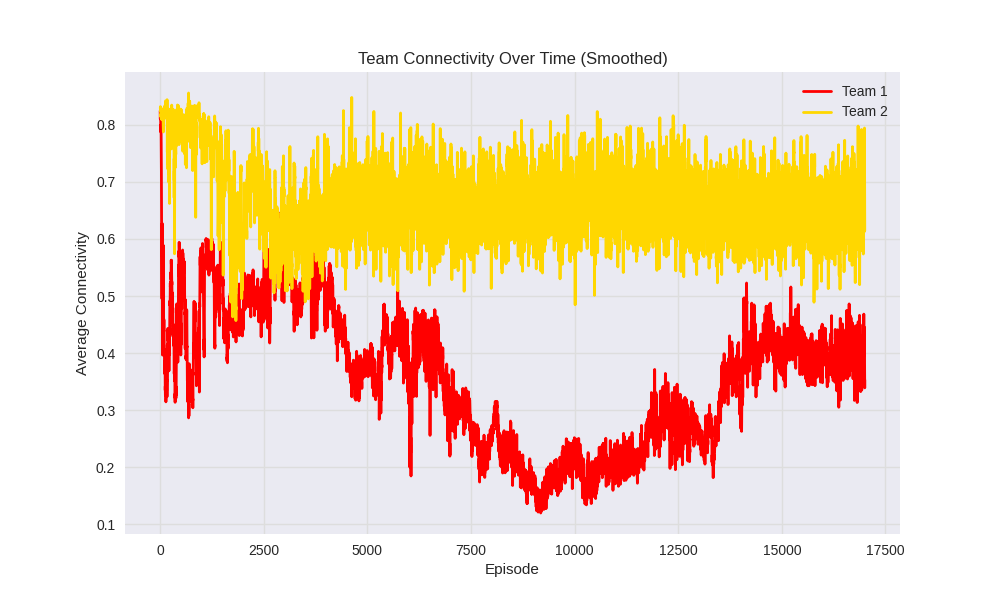 Team Connectivity Over Time (Smoothed)
Team 1
Team 2
Average Connectivity
0.8
0.7
0.6
0.5
0.4
0.3
0.2
0.1
0 2500 5000 7500 10000 12500 15000 17500
Episode